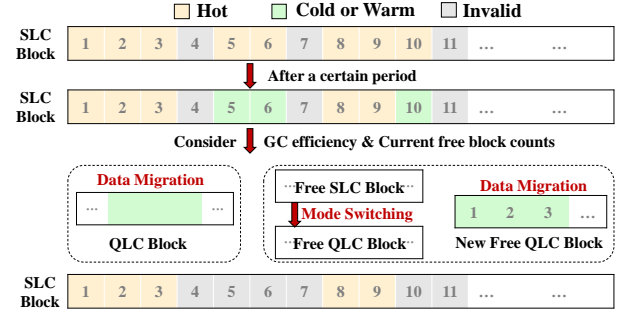 Hot Cold or Warm Invalid
SLC Block 1 2 3 4 5 6 7 8 9 10 11 ... ...
After a certain period
SLC Block 1 2 3 4 5 6 7 8 9 10 11 ... ...
Consider GC efficiency & Current free block counts
Data Migration
... ...
QLC Block
...Free SLC Block...
Mode Switching
...Free QLC Block...
Data Migration
1 2 3 ...
New Free QLC Block
SLC Block 1 2 3 4 5 6 7 8 9 10 11 ... ...